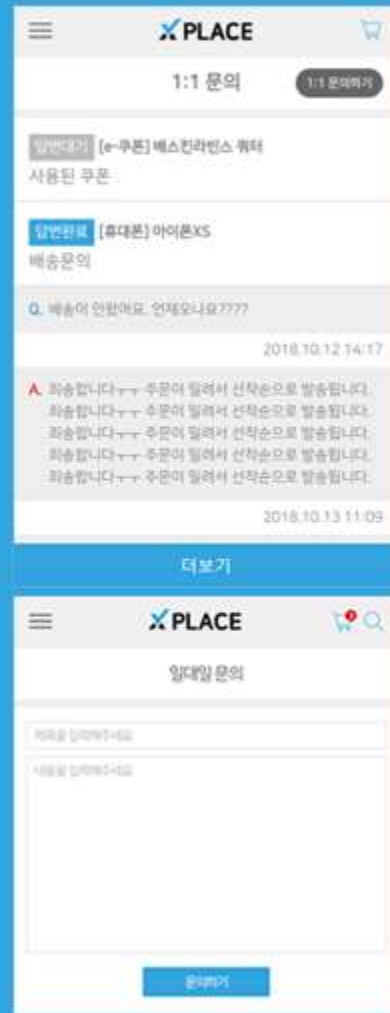 XPLACE
1:1 문의
1:1 문의하기
답변대기 [e-쿠폰] 베스킨라빈스 쿼터
사용된 쿠폰
답변완료 [휴대폰] 아이폰XS
배송문의
Q. 배송이 안왔어요. 언제오나요????
2018.10.12 14:17
A. 죄송합니다ㅜㅜ 주문이 밀려서 선착순으로 발송됩니다.
죄송합니다ㅜㅜ 주문이 밀려서 선착순으로 발송됩니다.
죄송합니다ㅜㅜ 주문이 밀려서 선착순으로 발송됩니다.
죄송합니다ㅜㅜ 주문이 밀려서 선착순으로 발송됩니다.
죄송합니다ㅜㅜ 주문이 밀려서 선착순으로 발송됩니다.
2018.10.13 11:09
더보기
XPLACE
일대일 문의
제목을 입력해주세요
내용을 입력해주세요
문의하기